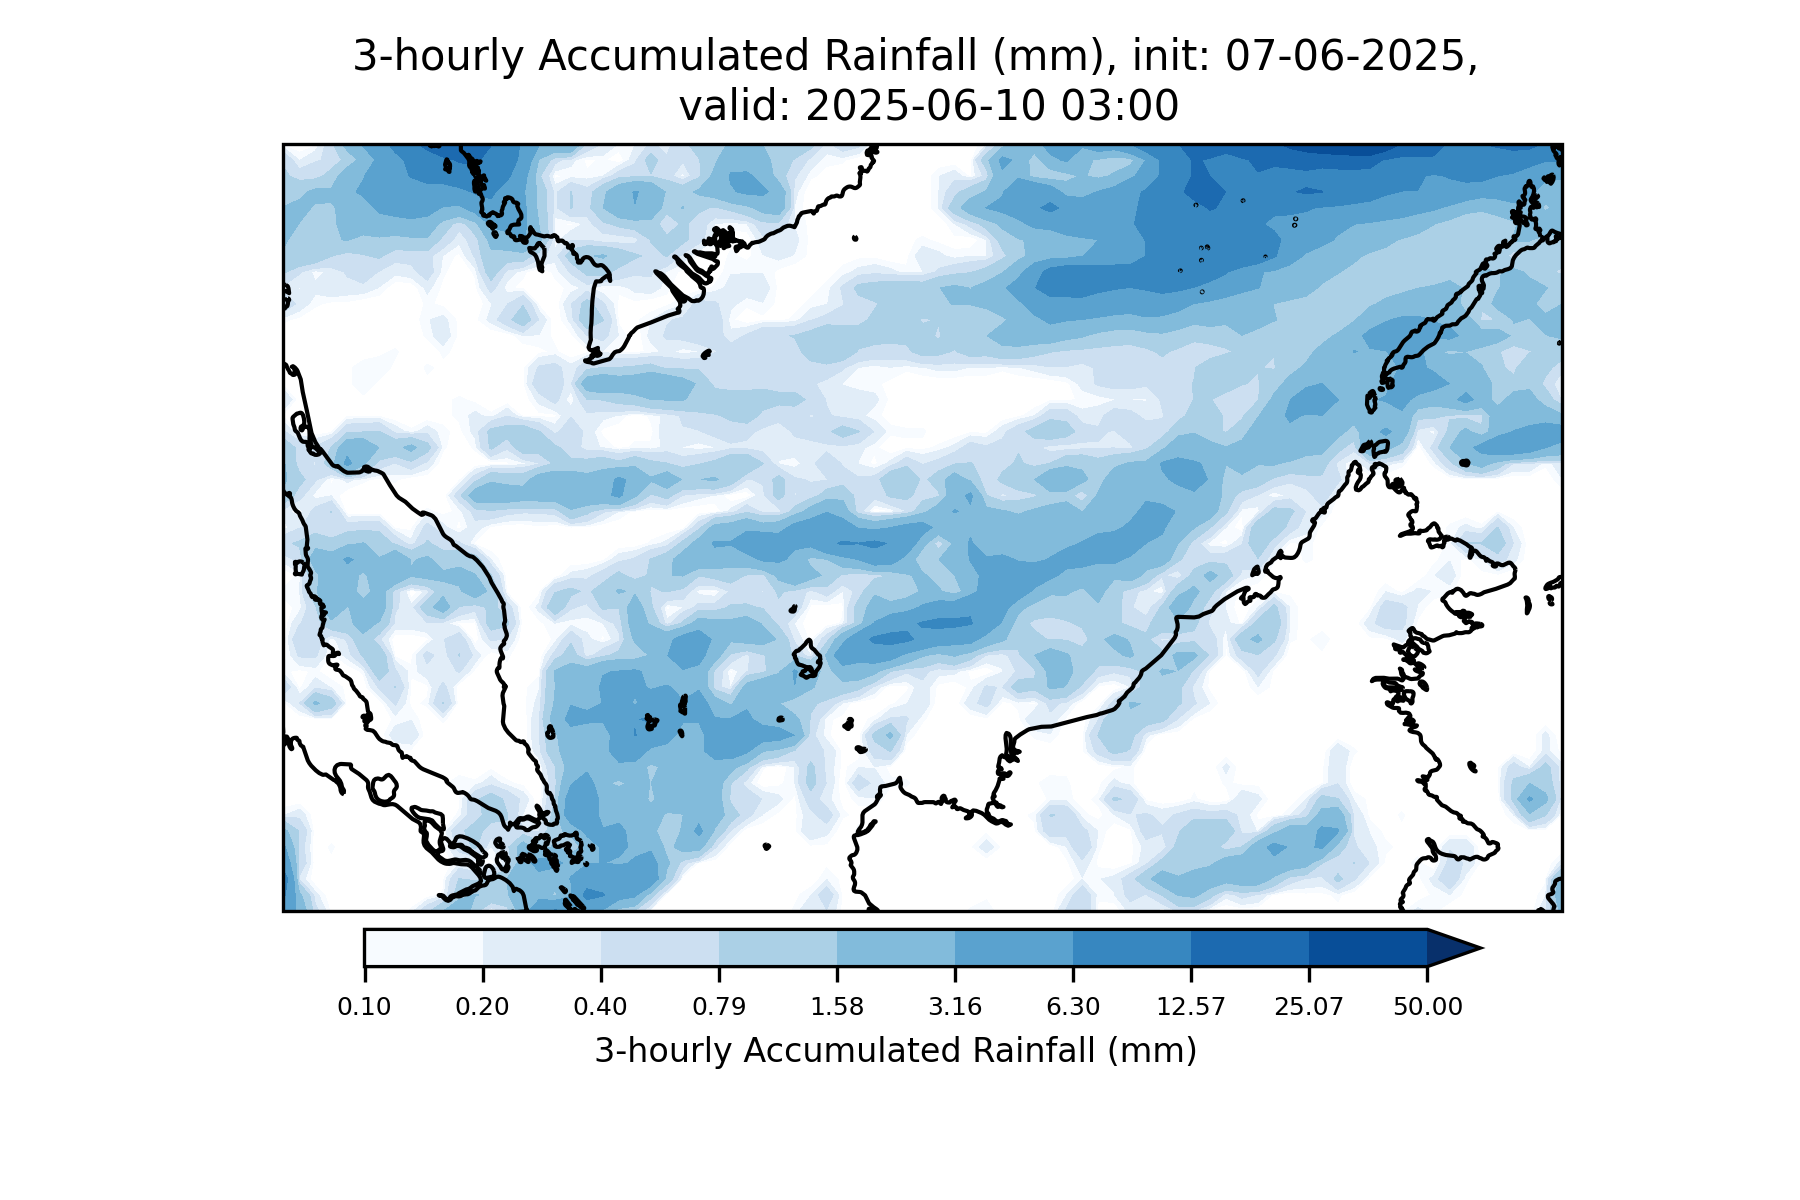 3-hourly Accumulated Rainfall (mm), init: 07-06-2025,
valid: 2025-06-10 03:00
0.10 0.20 0.40 0.79 1.58 3.16 6.30 12.57 25.07 50.00
3-hourly Accumulated Rainfall (mm)